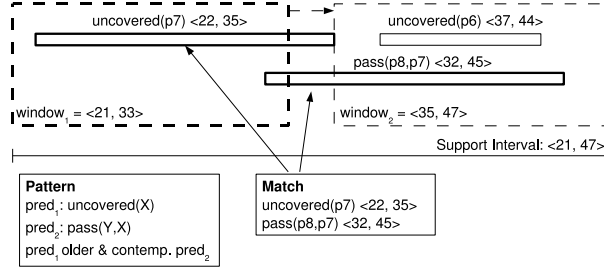 uncovered(p7) <22, 35>
uncovered(p6) <37, 44>
pass(p8,p7) <32, 45>
window1 = <21, 33>
window2 = <35, 47>
Support Interval: <21, 47>
Pattern
pred1: uncovered(X)
pred2: pass(Y,X)
pred1 older & contemp. pred2
Match
uncovered(p7) <22, 35>
pass(p8,p7) <32, 45>